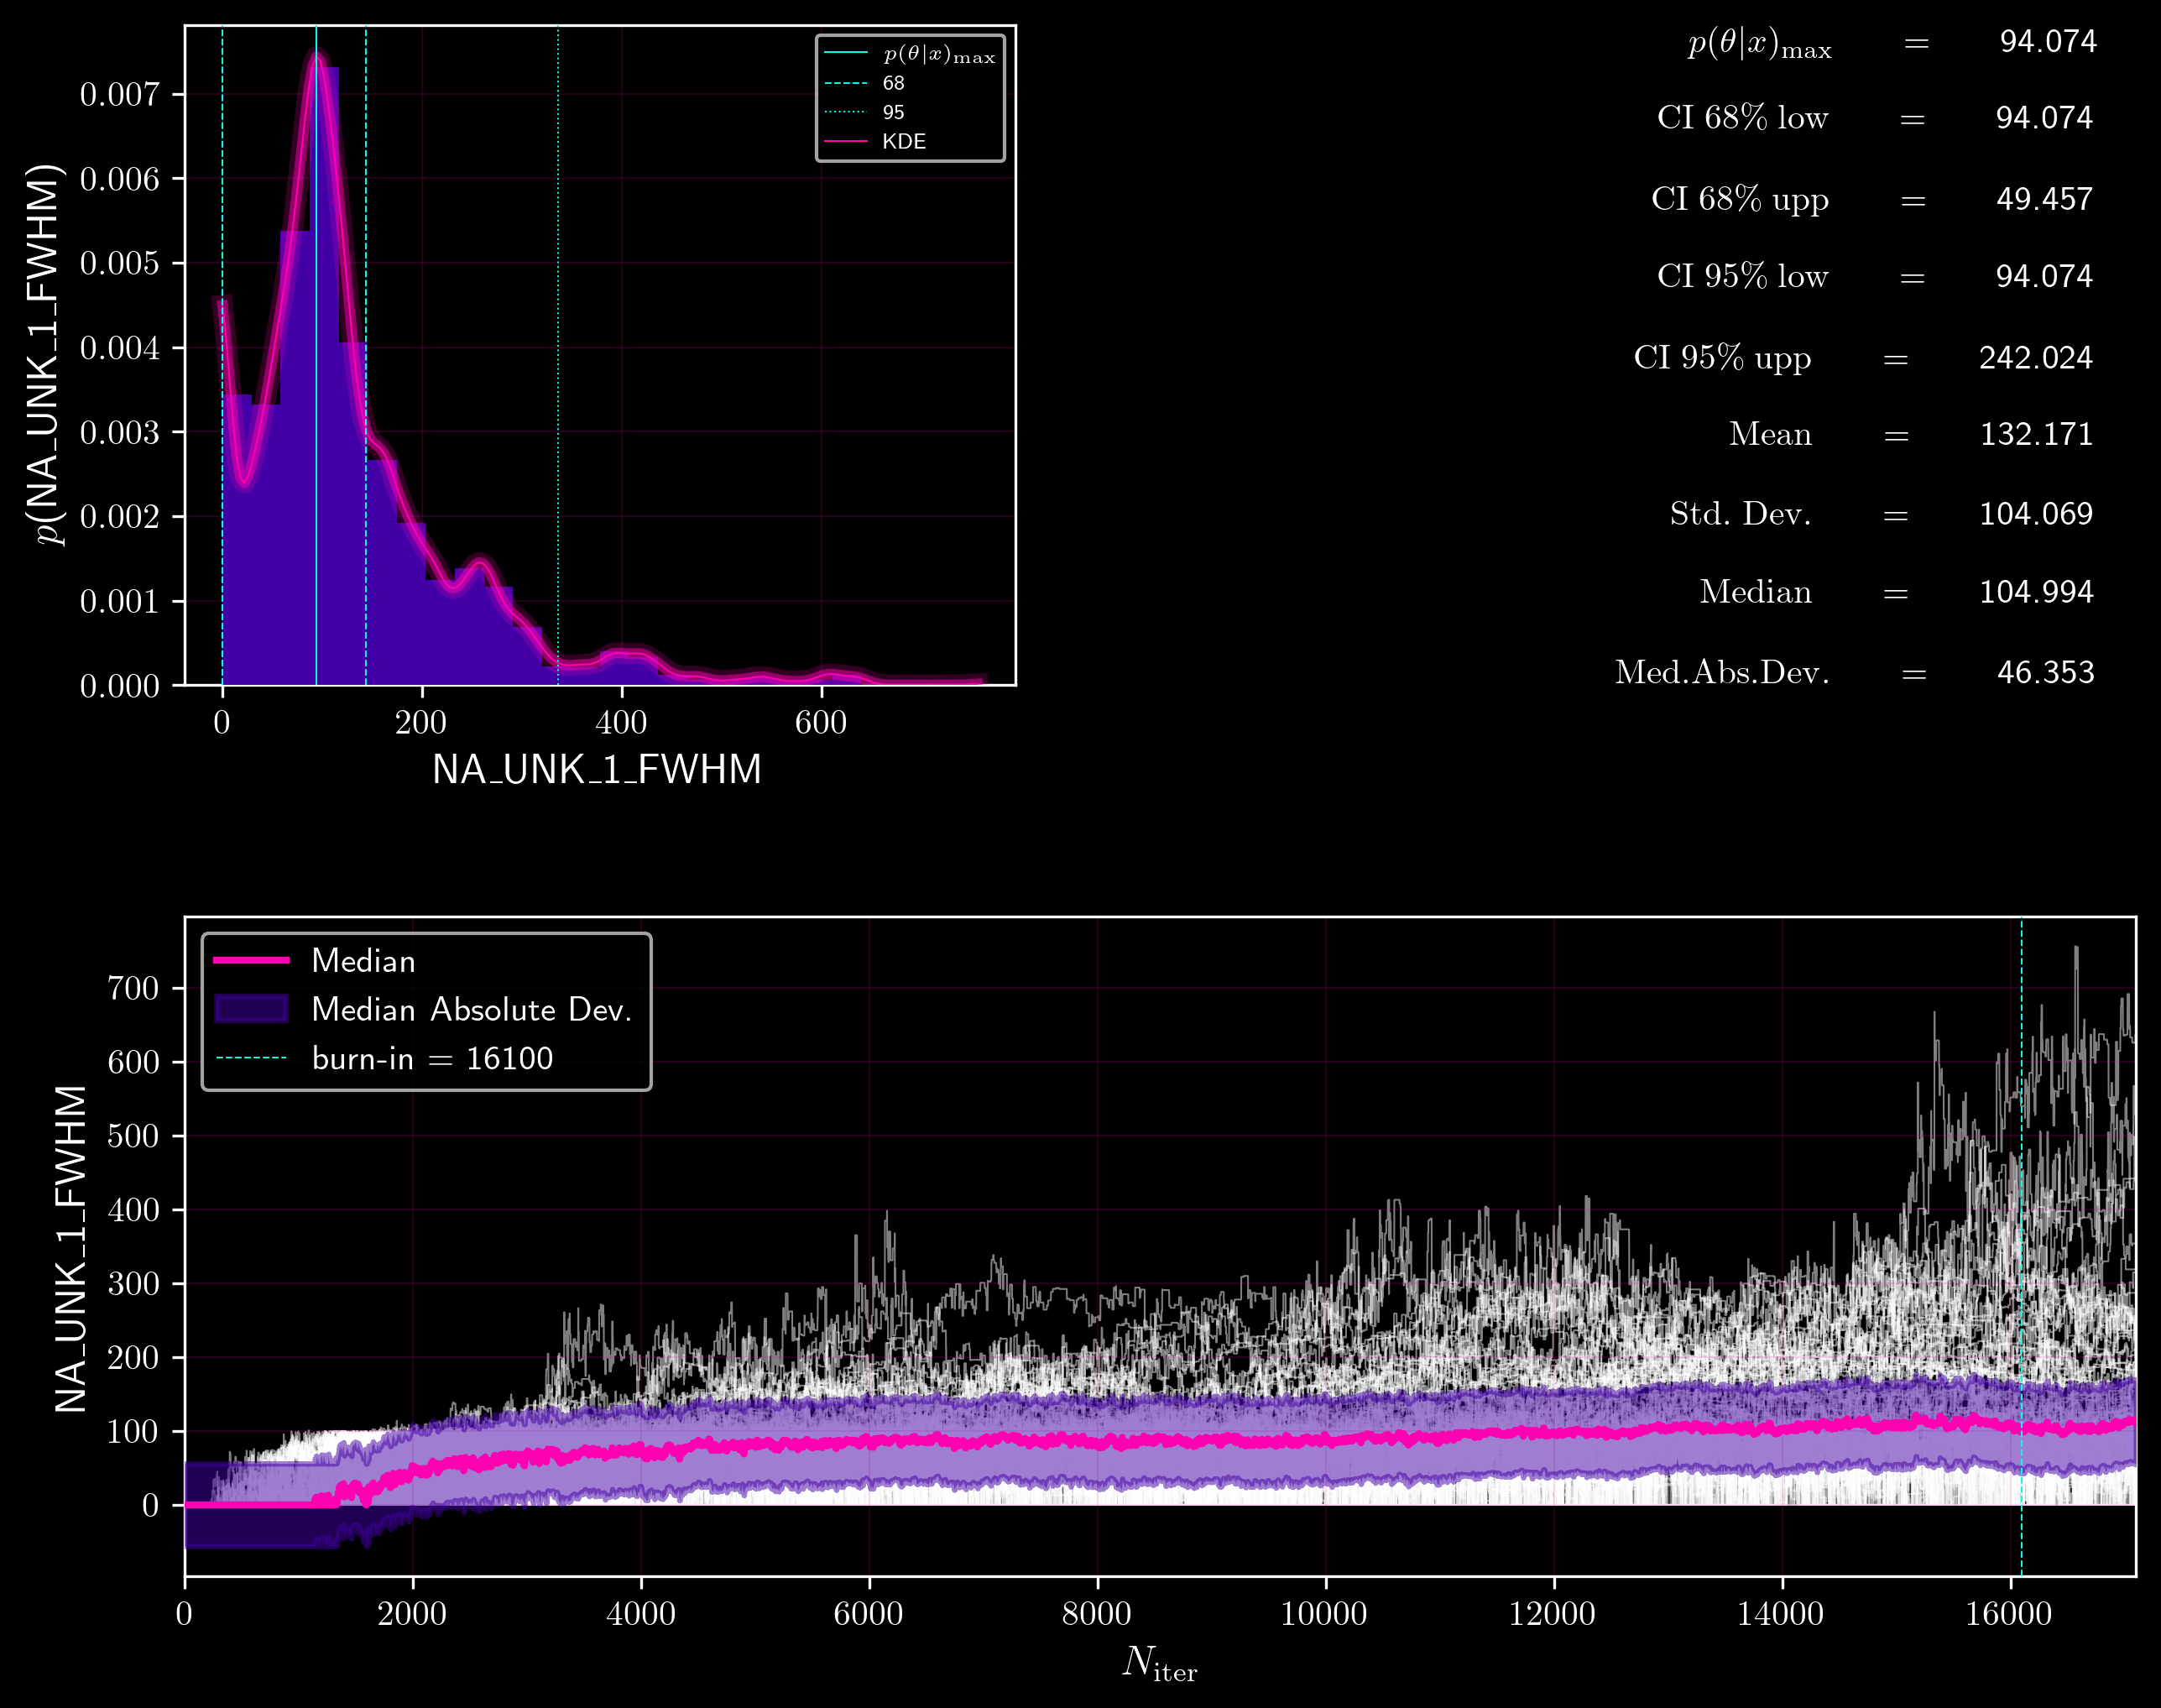 p(θ|x)max
68
95
KDE
0.007
0.006
0.005
0.004
0.003
0.002
0.001
0.000
p(NA_UNK_1_FWHM)
0 200 400 600
NA_UNK_1_FWHM
p(θ|x)max = 94.074
CI 68% low = 94.074
CI 68% upp = 49.457
CI 95% low = 94.074
CI 95% upp = 242.024
Mean = 132.171
Std. Dev. = 104.069
Median = 104.994
Med.Abs.Dev. = 46.353
Median
Median Absolute Dev.
burn-in = 16100
700
600
500
400
300
200
100
0
NA_UNK_1_FWHM
0 2000 4000 6000 8000 10000 12000 14000 16000
Niter